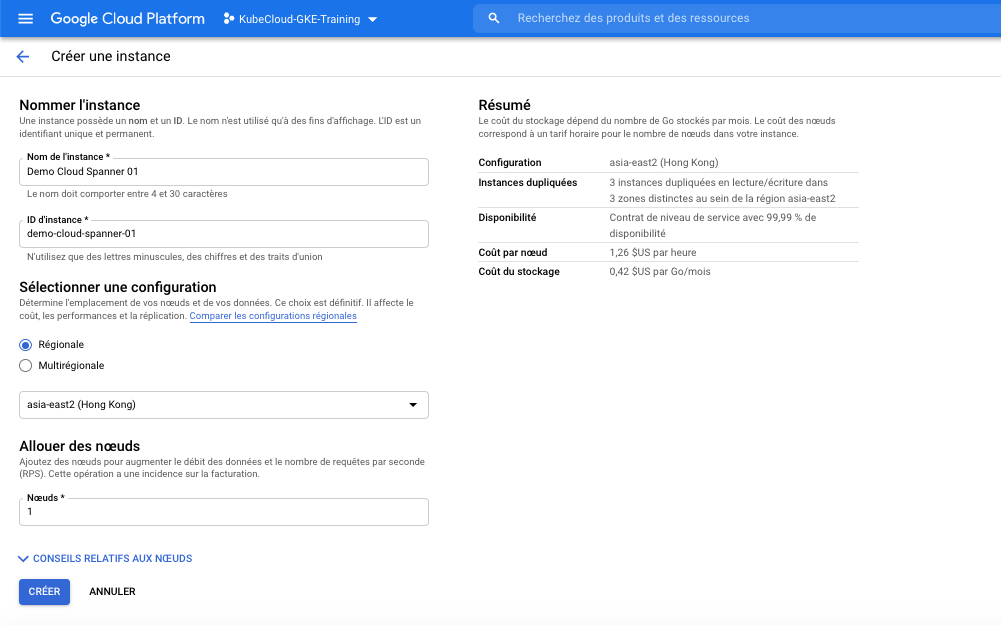 Google Cloud Platform
KubeCloud-GKE-Training
Recherchez des produits et des ressources
Créer une instance
Nommer l'instance
Une instance possède un nom et un ID. Le nom n'est utilisé qu'à des fins d'affichage. L'ID est un
identifiant unique et permanent.
Nom de l'instance *
Demo Cloud Spanner 01
Le nom doit comporter entre 4 et 30 caractères
ID d'instance *
demo-cloud-spanner-01
N'utilisez que des lettres minuscules, des chiffres et des traits d'union
Sélectionner une configuration
Détermine l'emplacement de vos nœuds et de vos données. Ce choix est définitif. Il affecte le
coût, les performances et la réplication. Comparer les configurations régionales
Régionale
Multirégionale
asia-east2 (Hong Kong)
Allouer des nœuds
Ajoutez des nœuds pour augmenter le débit des données et le nombre de requêtes par seconde
(RPS). Cette opération a une incidence sur la facturation.
Nœuds *
1
CONSEILS RELATIFS AUX NŒUDS
CRÉER
ANNULER
Résumé
Le coût du stockage dépend du nombre de Go stockés par mois. Le coût des nœuds
correspond à un tarif horaire pour le nombre de nœuds dans votre instance.
Configuration asia-east2 (Hong Kong)
Instances dupliquées 3 instances dupliquées en lecture/écriture dans
3 zones distinctes au sein de la région asia-east2
Disponibilité Contrat de niveau de service avec 99,99 % de
disponibilité
Coût par nœud 1,26 $US par heure
Coût du stockage 0,42 $US par Go/mois